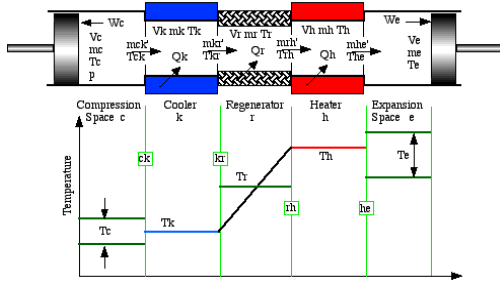 Wc
We
Vc
mc
Tc
p
Vk mk Tk
Vr mr Tr
Vh mh Th
Ve
me
Te
mck'
Tck
mkr'
Tkr
mrh'
Trh
mhe'
The
Qk
Qr
Qh
Compression
Space c
Cooler
k
Regenerator
r
Heater
h
Expansion
Space e
Temperature
ck
kr
rh
he
Tc
Tk
Tr
Th
Te